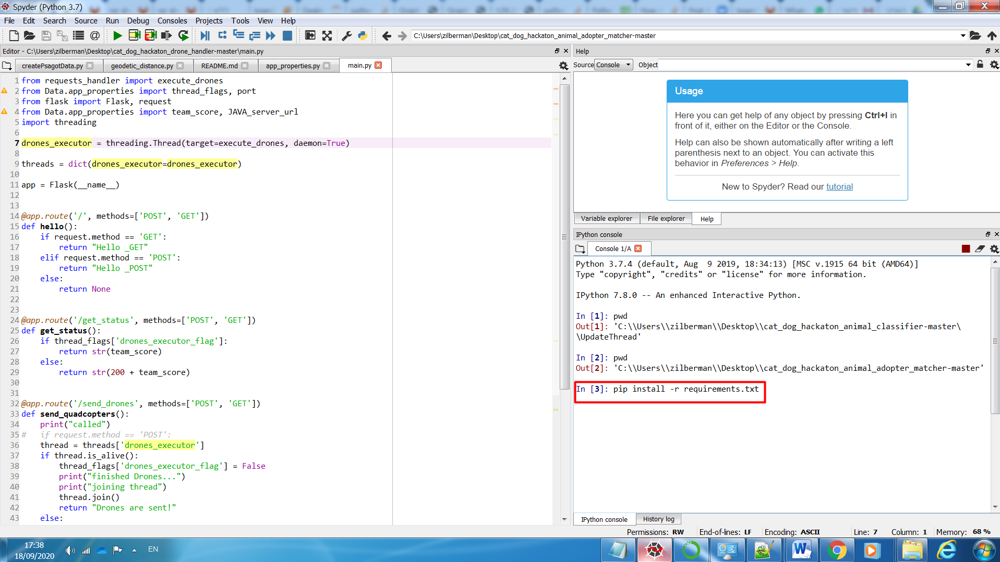 Spyder (Python 3.7)
File Edit Search Source Run Debug Consoles Projects Tools View Help
C:\Users\zilberman\Desktop\cat_dog_hackaton_animal_adopter_matcher-master
Editor - C:\Users\zilberman\Desktop\cat_dog_hackaton_drone_handler-master\main.py
createPsagotData.py geodetic_distance.py README.md app_properties.py main.py
1 from requests_handler import execute_drones
2 from Data.app_properties import thread_flags, port
3 from flask import Flask, request
4 from Data.app_properties import team_score, JAVA_server_url
5 import threading
6
7 drones_executor = threading.Thread(target=execute_drones, daemon=True)
8
9 threads = dict(drones_executor=drones_executor)
10
11 app = Flask(__name__)
12
13
14 @app.route('/', methods=['POST', 'GET'])
15 def hello():
16     if request.method == 'GET':
17         return "Hello _GET"
18     elif request.method == 'POST':
19         return "Hello _POST"
20     else:
21         return None
22
23
24 @app.route('/get_status', methods=['POST', 'GET'])
25 def get_status():
26     if thread_flags['drones_executor_flag']:
27         return str(team_score)
28     else:
29         return str(200 + team_score)
30
31
32 @app.route('/send_drones', methods=['POST', 'GET'])
33 def send_quadcopters():
34     print("called")
35 #   if request.method == 'POST':
36     thread = threads['drones_executor']
37     if thread.is_alive():
38         thread_flags['drones_executor_flag'] = False
39         print("finished Drones...")
40         print("joining thread")
41         thread.join()
42         return "Drones are sent!"
43     else:
Help
Source Console Object
Usage
Here you can get help of any object by pressing Ctrl+I in
front of it, either on the Editor or the Console.
Help can also be shown automatically after writing a left
parenthesis next to an object. You can activate this
behavior in Preferences > Help.
New to Spyder? Read our tutorial
Variable explorer File explorer Help
IPython console
Console 1/A
Python 3.7.4 (default, Aug  9 2019, 18:34:13) [MSC v.1915 64 bit (AMD64)]
Type "copyright", "credits" or "license" for more information.
IPython 7.8.0 -- An enhanced Interactive Python.
In [1]: pwd
Out[1]: 'C:\\Users\\zilberman\\Desktop\\cat_dog_hackaton_animal_classifier-master\
\UpdateThread'
In [2]: pwd
Out[2]: 'C:\\Users\\zilberman\\Desktop\\cat_dog_hackaton_animal_adopter_matcher-master'
In [3]: pip install -r requirements.txt
IPython console History log
Permissions: RW End-of-lines: LF Encoding: ASCII Line: 7 Column: 1 Memory: 68 %
17:38
18/09/2020
EN